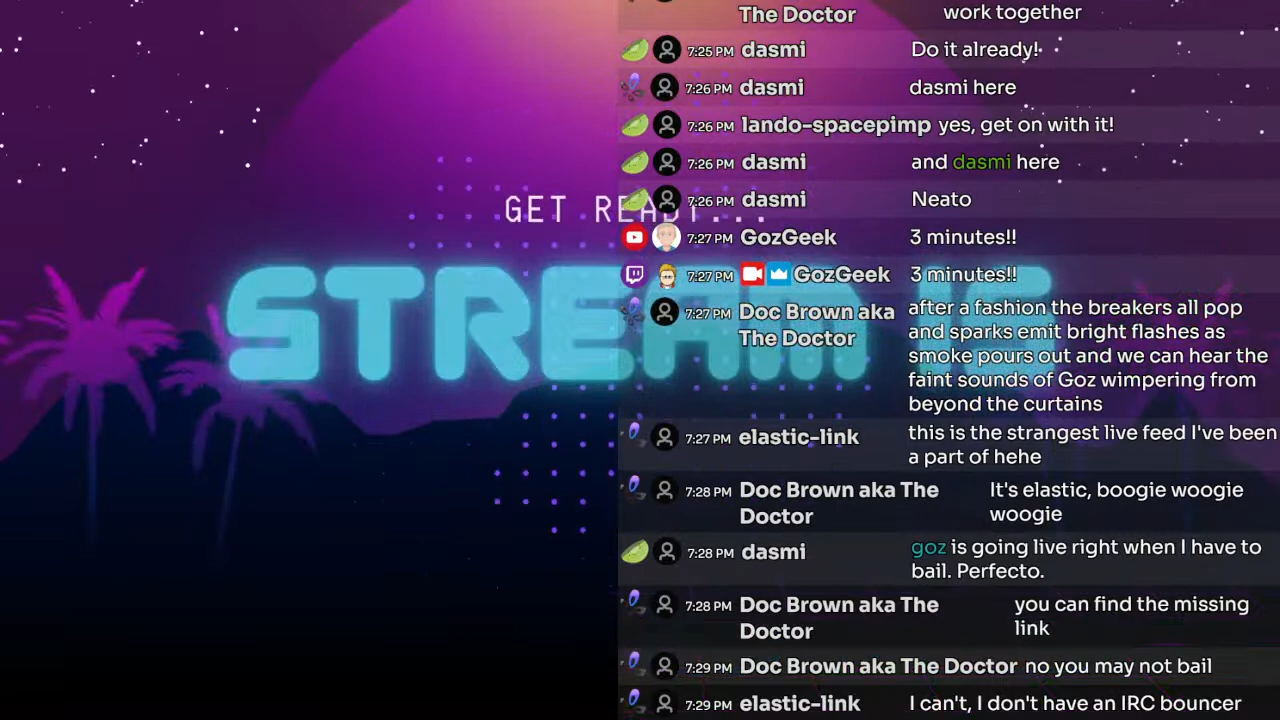 The Doctor work together
7:25 PM dasmi Do it already!
7:26 PM dasmi dasmi here
7:26 PM lando-spacepimp yes, get on with it!
7:26 PM dasmi and dasmi here
7:26 PM dasmi Neato
GET READY...
7:27 PM GozGeek 3 minutes!!
7:27 PM GozGeek 3 minutes!!
STREAM IS
7:27 PM Doc Brown aka after a fashion the breakers all pop
The Doctor and sparks emit bright flashes as
smoke pours out and we can hear the
faint sounds of Goz wimpering from
beyond the curtains
7:27 PM elastic-link this is the strangest live feed I've been
a part of hehe
7:28 PM Doc Brown aka The It's elastic, boogie woogie
Doctor woogie
7:28 PM dasmi goz is going live right when I have to
bail. Perfecto.
7:28 PM Doc Brown aka The you can find the missing
Doctor link
7:29 PM Doc Brown aka The Doctor no you may not bail
7:29 PM elastic-link I can't, I don't have an IRC bouncer